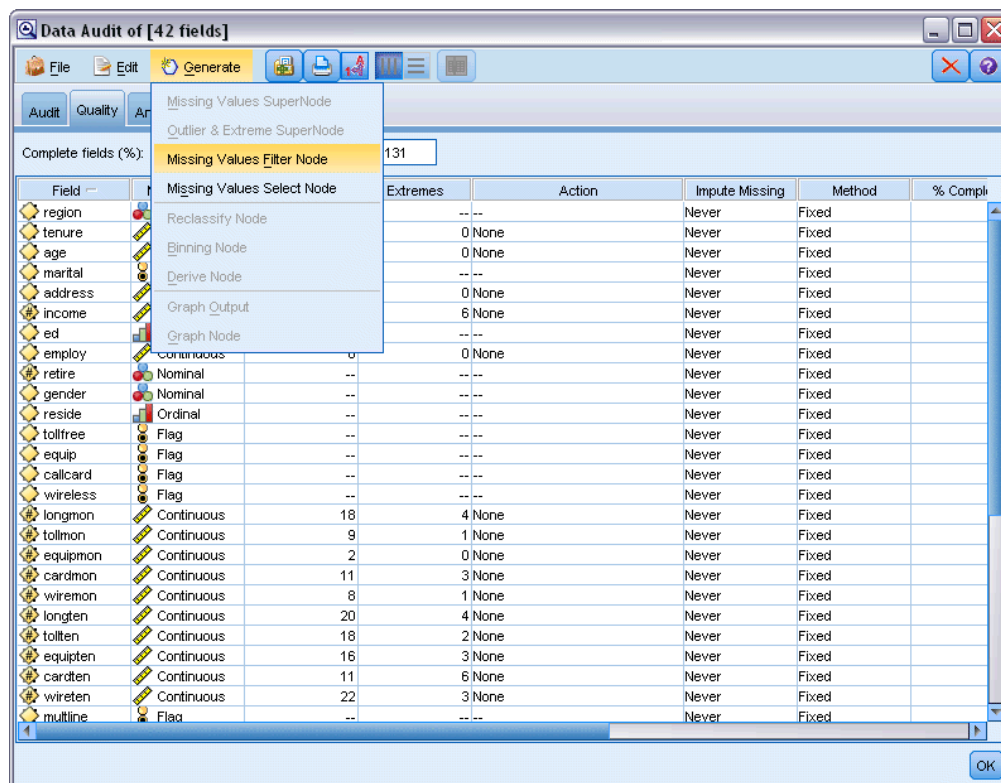 Data Audit of [42 fields]
File Edit Generate
Audit Quality An
Complete fields (%): 131
Missing Values SuperNode
Outlier & Extreme SuperNode
Missing Values Filter Node
Missing Values Select Node
Reclassify Node
Binning Node
Derive Node
Graph Output
Graph Node
Field Extremes Action Impute Missing Method % Compl
region -- -- Never Fixed
tenure 0 None Never Fixed
age 0 None Never Fixed
marital -- -- Never Fixed
address 0 None Never Fixed
income 6 None Never Fixed
ed -- -- Never Fixed
employ Continuous 0 0 None Never Fixed
retire Nominal -- -- -- Never Fixed
gender Nominal -- -- -- Never Fixed
reside Ordinal -- -- -- Never Fixed
tollfree Flag -- -- -- Never Fixed
equip Flag -- -- -- Never Fixed
callcard Flag -- -- -- Never Fixed
wireless Flag -- -- -- Never Fixed
longmon Continuous 18 4 None Never Fixed
tollmon Continuous 9 1 None Never Fixed
equipmon Continuous 2 0 None Never Fixed
cardmon Continuous 11 3 None Never Fixed
wiremon Continuous 8 1 None Never Fixed
longten Continuous 20 4 None Never Fixed
tollten Continuous 18 2 None Never Fixed
equipten Continuous 16 3 None Never Fixed
cardten Continuous 11 6 None Never Fixed
wireten Continuous 22 3 None Never Fixed
multline Flag -- -- -- Never Fixed
OK